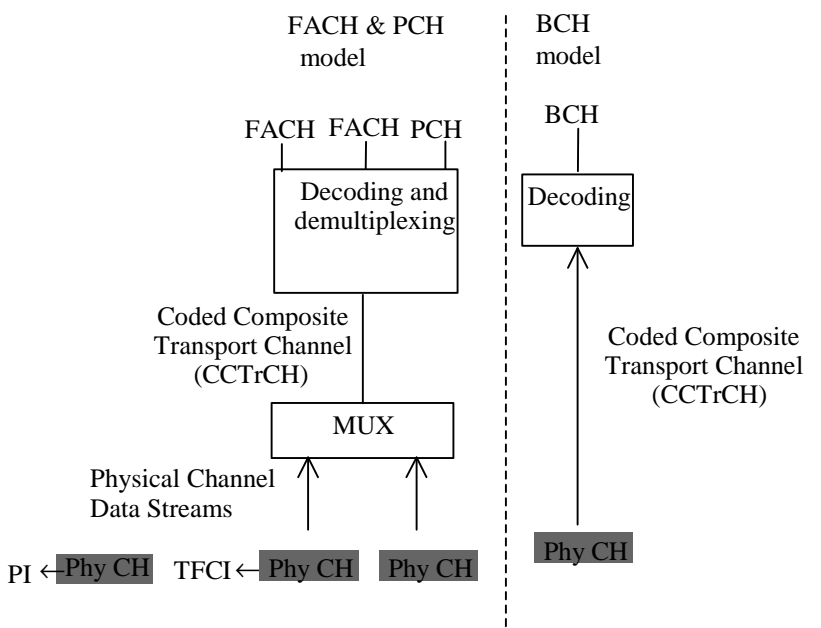 FACH & PCH
model
FACH
FACH
PCH
Decoding and
demultiplexing
Coded Composite
Transport Channel
(CCTrCH)
MUX
Physical Channel
Data Streams
PI
Phy CH
TFCI
Phy CH
Phy CH
BCH
model
BCH
Decoding
Coded Composite
Transport Channel
(CCTrCH)
Phy CH